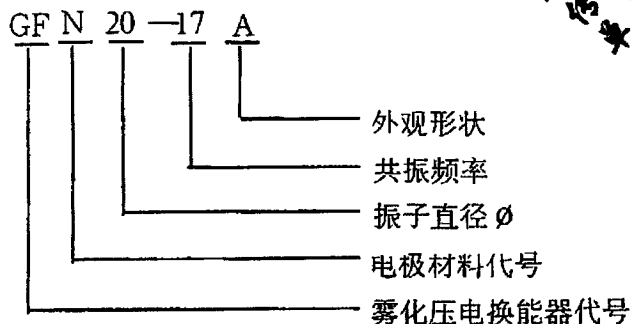 GF N 20 — 17 A
外观形状
共振频率
振子直径 Ø
电极材料代号
雾化压电换能器代号